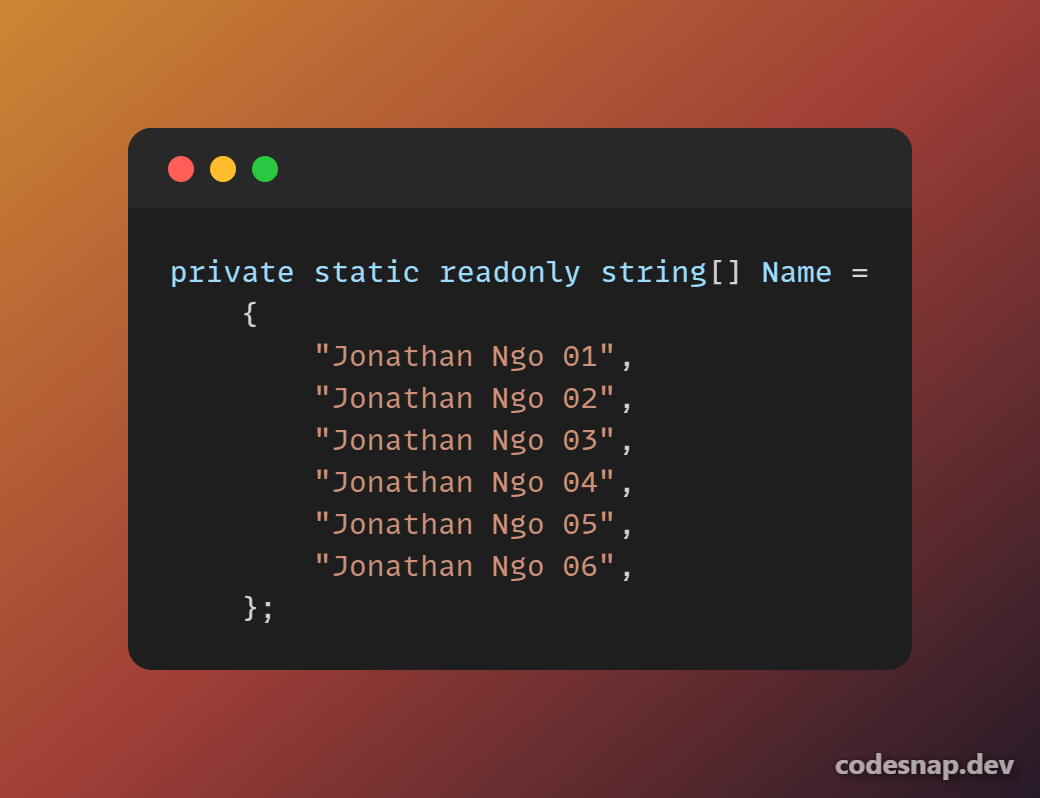 private static readonly string[] Name =
    {
        "Jonathan Ngo 01",
        "Jonathan Ngo 02",
        "Jonathan Ngo 03",
        "Jonathan Ngo 04",
        "Jonathan Ngo 05",
        "Jonathan Ngo 06",
    };
codesnap.dev